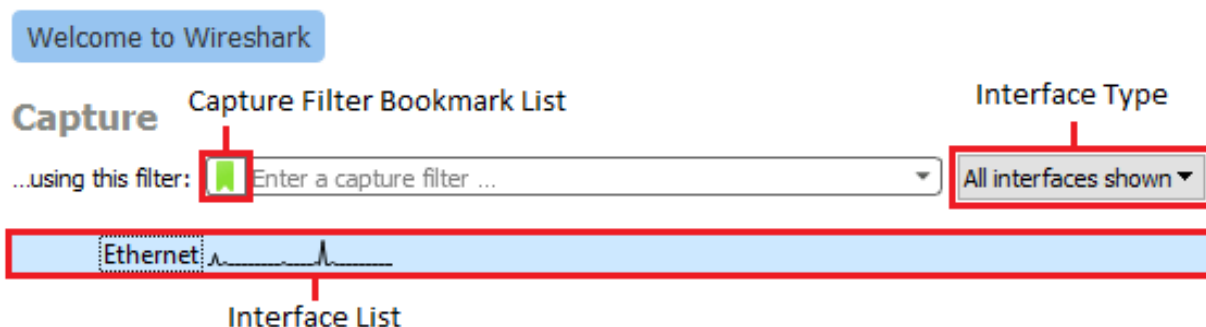 Welcome to Wireshark
Capture Filter Bookmark List
Interface Type
Capture
...using this filter:
Enter a capture filter ...
All interfaces shown
Ethernet
Interface List